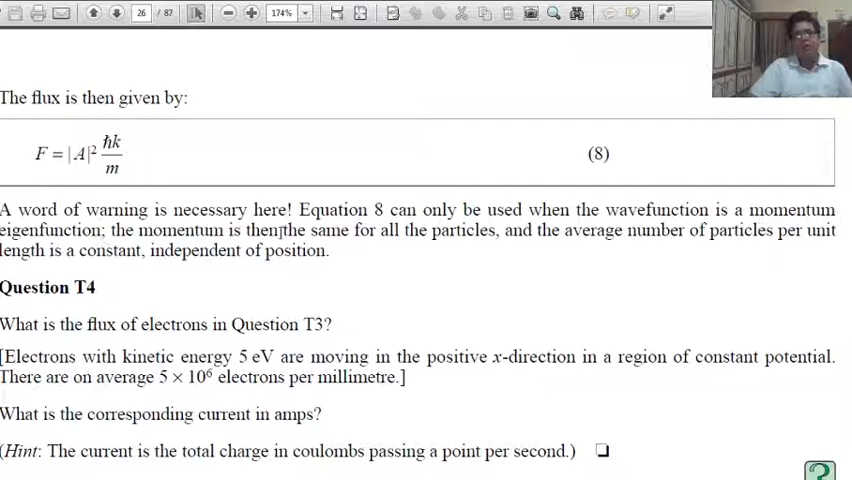 26 / 87
174%
The flux is then given by:
F = |A|² ħk/m (8)
A word of warning is necessary here! Equation 8 can only be used when the wavefunction is a momentum
eigenfunction; the momentum is then the same for all the particles, and the average number of particles per unit
length is a constant, independent of position.
Question T4
What is the flux of electrons in Question T3?
[Electrons with kinetic energy 5 eV are moving in the positive x-direction in a region of constant potential.
There are on average 5 × 10⁶ electrons per millimetre.]
What is the corresponding current in amps?
(Hint: The current is the total charge in coulombs passing a point per second.) ❏
?